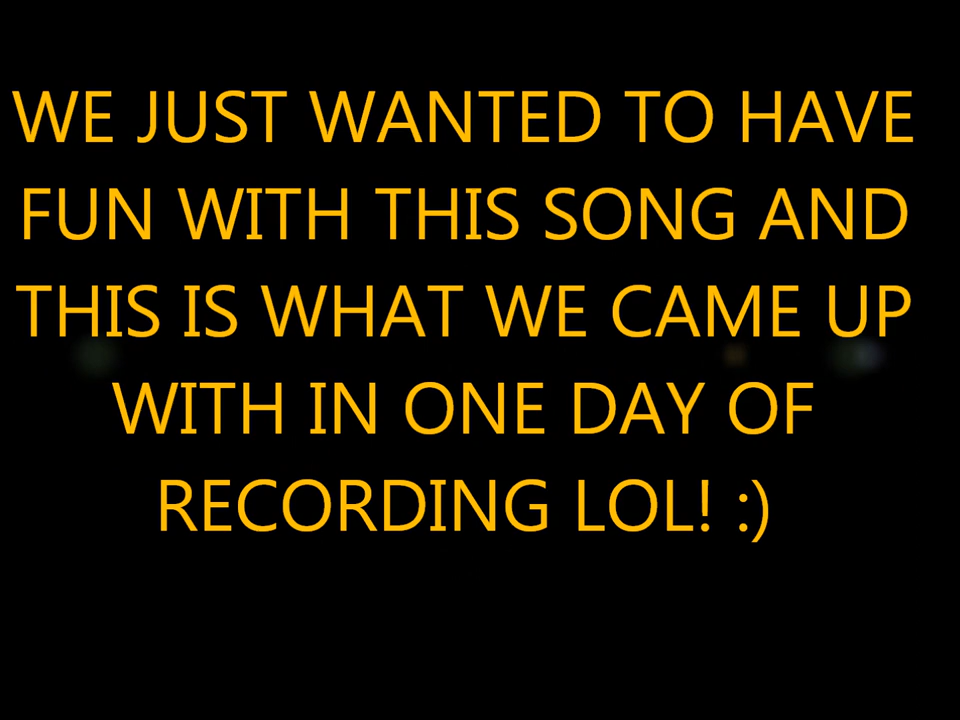 WE JUST WANTED TO HAVE
FUN WITH THIS SONG AND
THIS IS WHAT WE CAME UP
WITH IN ONE DAY OF
RECORDING LOL! :)